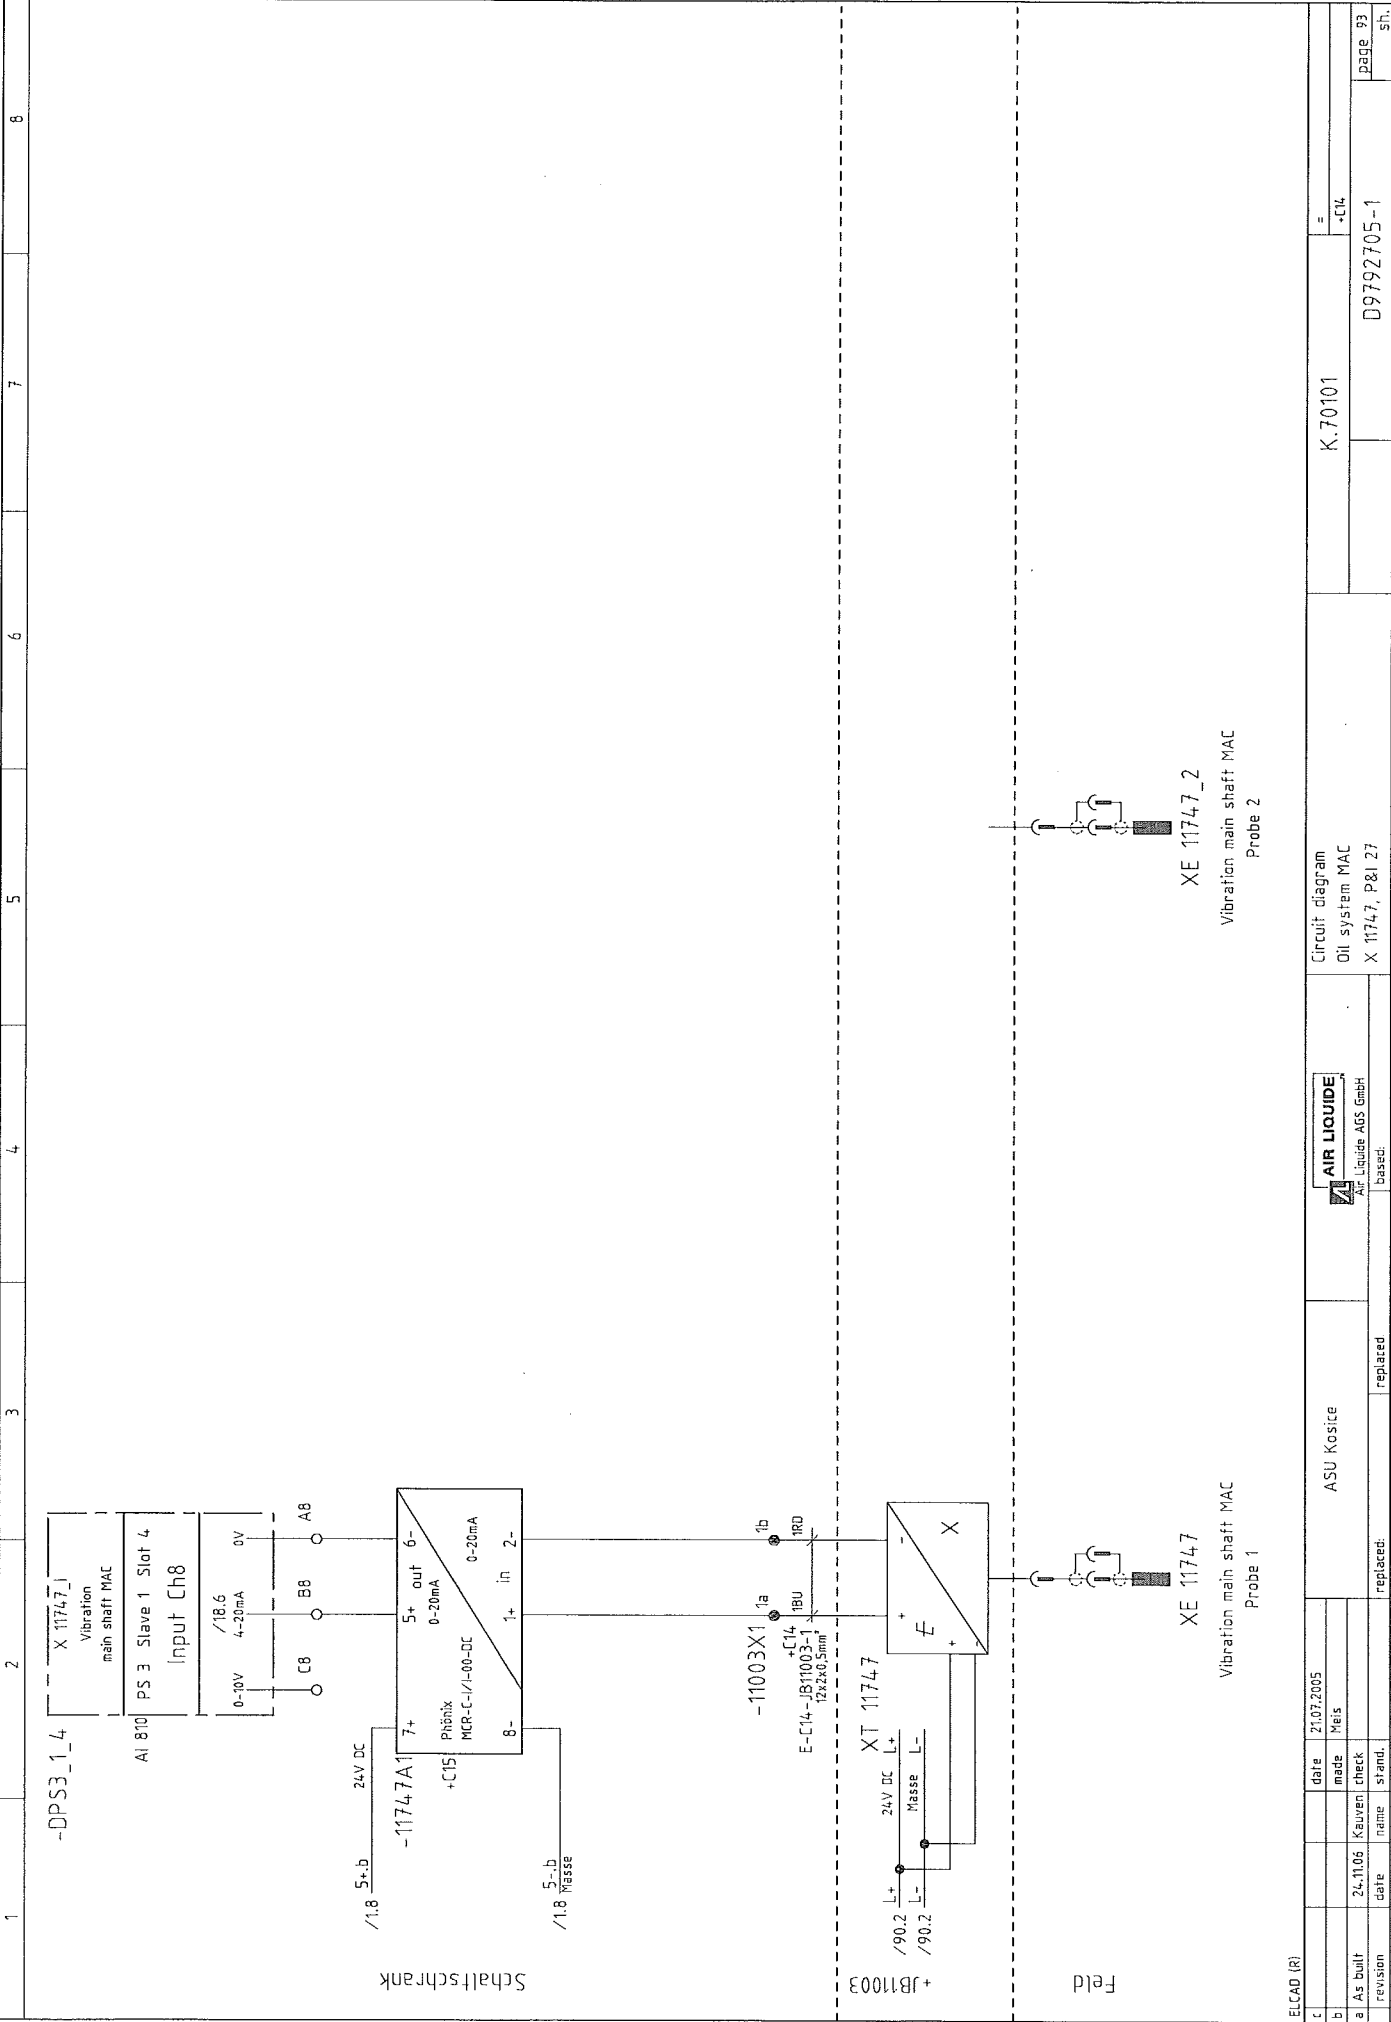 1
2
3
4
5
6
7
8
-DPS3_1_4
X 11747_I
Vibration
main shaft MAC
AI 810
PS 3 Slave 1 Slot 4
Input Ch8
/18.6
0-10V
4-20mA
0V
C8
B8
A8
/1.8 5+.b
24V DC
-11747A1
+C15
7+
5+
out
6-
0-20mA
Phönix
MCR-C-I/I-00-DC
0-20mA
8-
1+
in
2-
/1.8 5-.b
Masse
Schaltschrank
-11003X1
1a
1b
+C14
E-C14-JB11003-1
12x2x0,5mm²
1BU
1RD
XT 11747
+
-
E
X
+
-
/90.2 L+
24V DC L+
/90.2 L-
Masse L-
+JB11003
Feld
XE 11747
Vibration main shaft MAC
Probe 1
XE 11747_2
Vibration main shaft MAC
Probe 2
ELCAD (R)
c
b
a As built 24.11.06 Kauven
revision date name
date 21.07.2005
made Meis
check
stand.
ASU Kosice
replaced:
replaced
AIR LIQUIDE
Air Liquide AGS GmbH
based:
Circuit diagram
Oil system MAC
X 11747, P&I 27
K.70101
=
+C14
D9792705-1
page 93
sh.